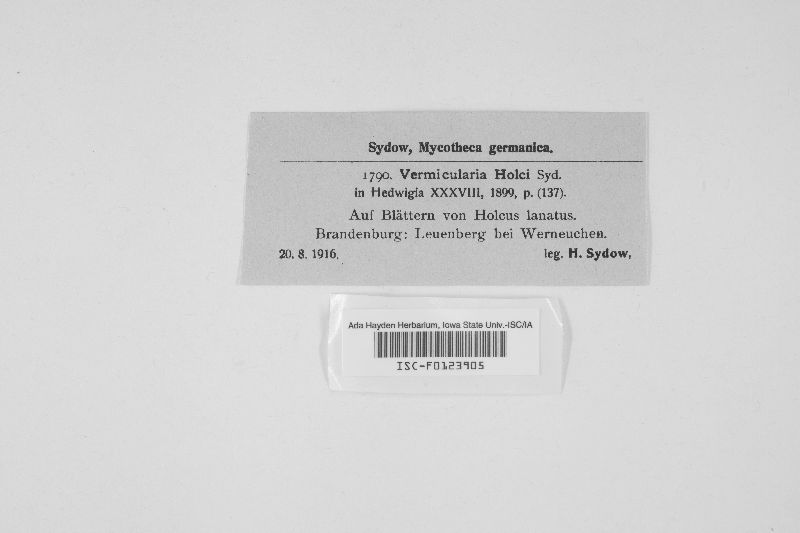 Sydow, Mycotheca germanica.
1790. Vermicularia Holci Syd.
in Hedwigia XXXVIII, 1899, p. (137).
Auf Blättern von Holcus lanatus.
Brandenburg: Leuenberg bei Werneuchen.
20. 8. 1916. leg. H. Sydow.
Ada Hayden Herbarium, Iowa State Univ.-ISC/IA
ISC-F0123905